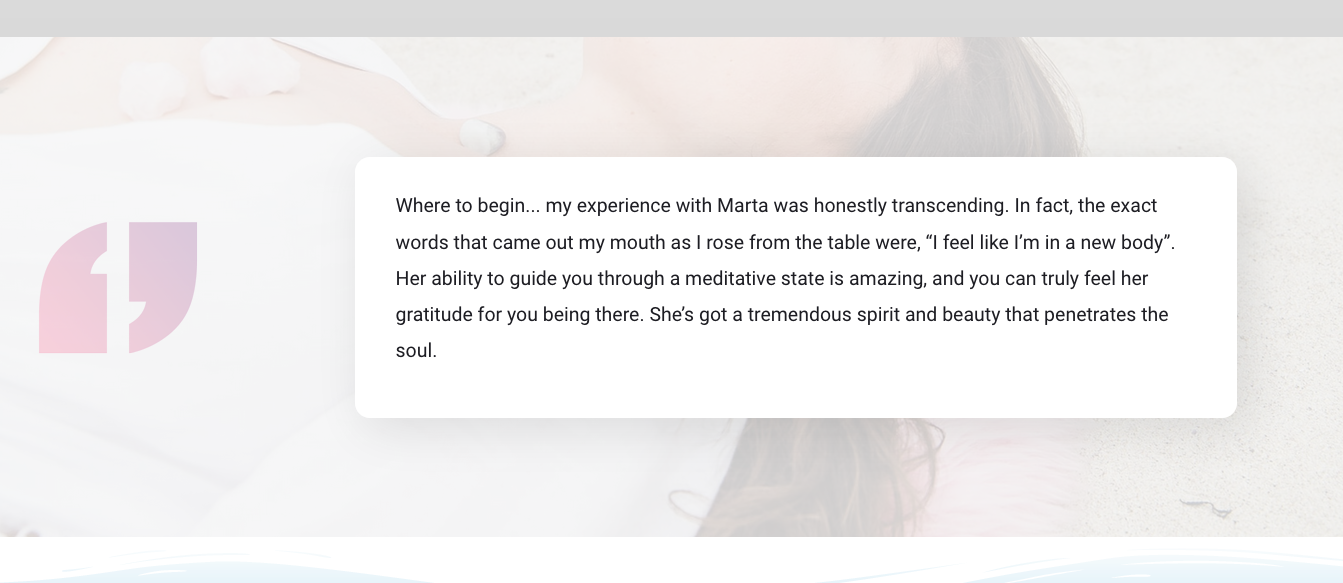 Where to begin... my experience with Marta was honestly transcending. In fact, the exact
words that came out my mouth as I rose from the table were, “I feel like I’m in a new body”.
Her ability to guide you through a meditative state is amazing, and you can truly feel her
gratitude for you being there. She’s got a tremendous spirit and beauty that penetrates the
soul.